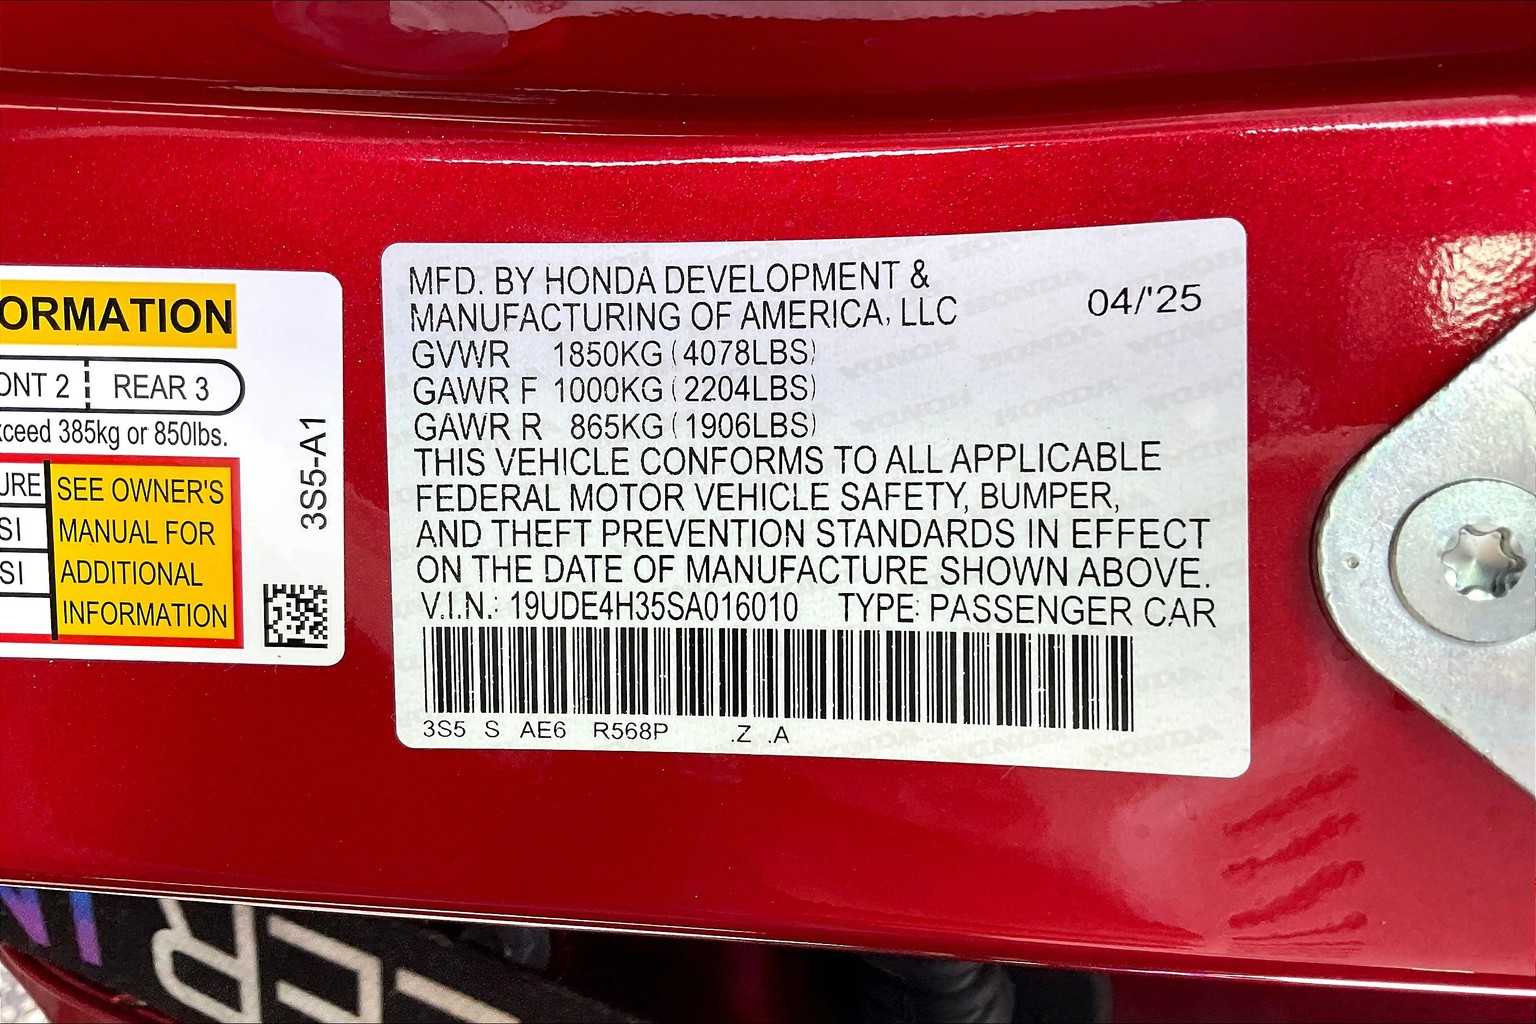 ORMATION
ONT 2 REAR 3
xceed 385kg or 850lbs.
URE SEE OWNER'S
SI MANUAL FOR
SI ADDITIONAL
INFORMATION
3S5-A1
MFD. BY HONDA DEVELOPMENT &
MANUFACTURING OF AMERICA, LLC 04/'25
GVWR 1850KG (4078LBS)
GAWR F 1000KG (2204LBS)
GAWR R 865KG (1906LBS)
THIS VEHICLE CONFORMS TO ALL APPLICABLE
FEDERAL MOTOR VEHICLE SAFETY, BUMPER,
AND THEFT PREVENTION STANDARDS IN EFFECT
ON THE DATE OF MANUFACTURE SHOWN ABOVE.
V.I.N.: 19UDE4H35SA016010 TYPE: PASSENGER CAR
3S5 S AE6 R568P .Z .A